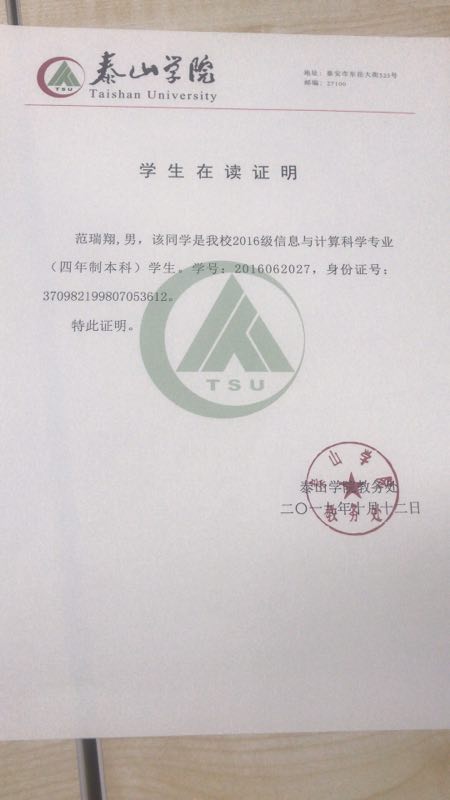 泰山学院
Taishan University
TSU
地址：泰安市东岳大街525号
邮编：27100
学生在读证明
范瑞翔,男，该同学是我校2016级信息与计算科学专业
（四年制本科）学生。学号：2016062027，身份证号：
370982199807053612。
特此证明。
TSU
泰山学院
泰山学院教务处
二〇一九年十月十二日
教务处